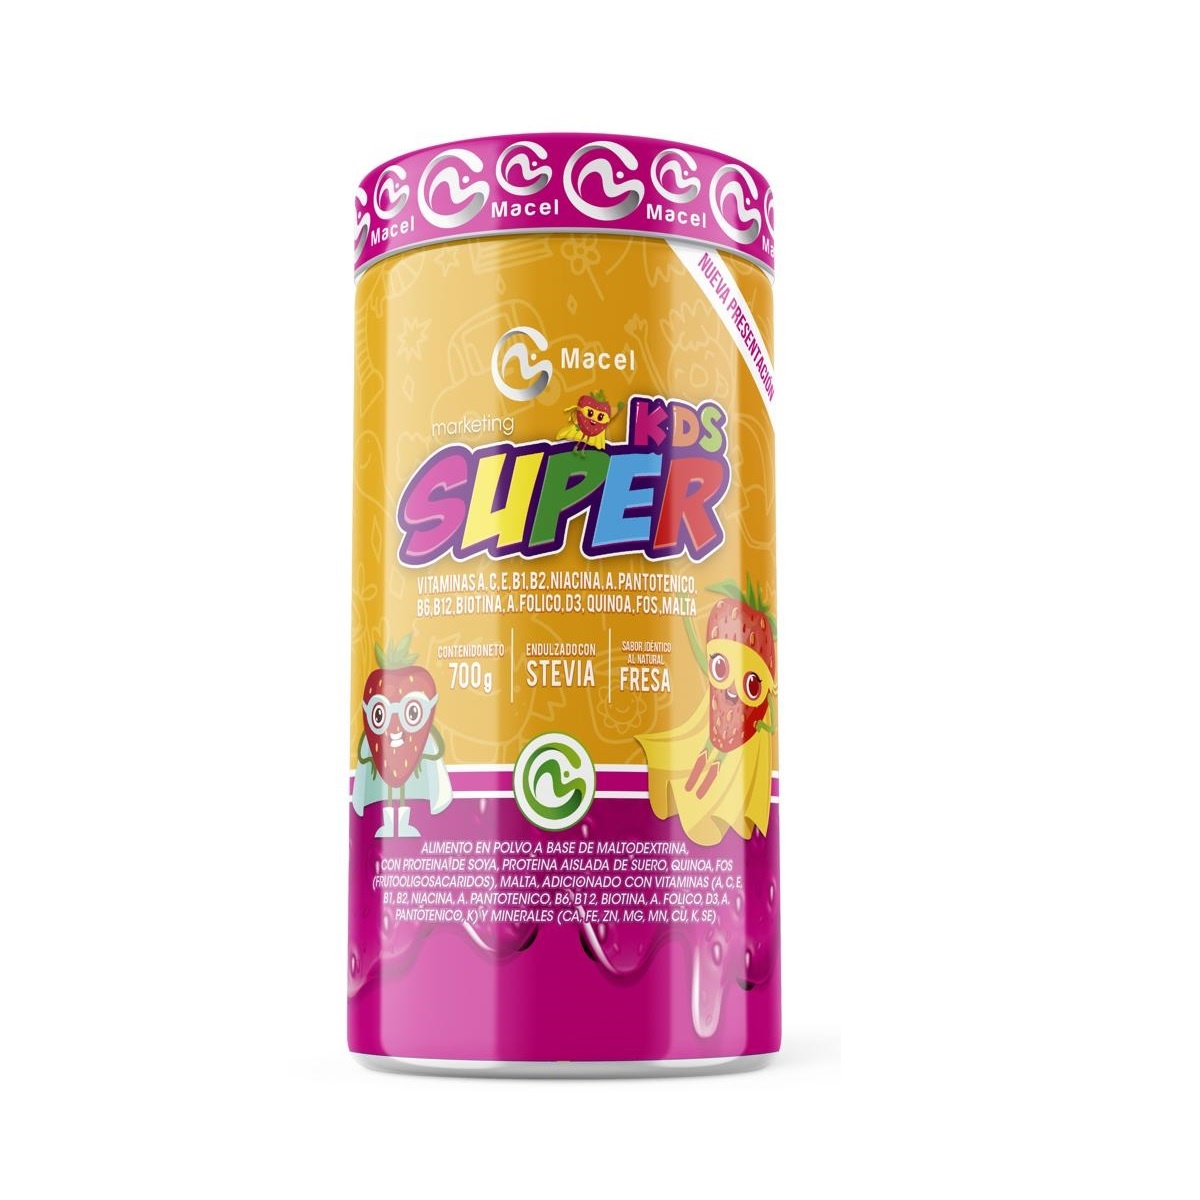 Macel
Macel
Macel
NUEVA PRESENTACIÓN
Macel
marketing
KDS
SUPER
VITAMINAS A, C, E, B1, B2, NIACINA, A. PANTOTENICO,
B6, B12, BIOTINA, A. FOLICO, D3, QUINOA, FOS, MALTA
CONTENIDO NETO
700g
ENDULZADO CON
STEVIA
SABOR IDÉNTICO
AL NATURAL
FRESA
ALIMENTO EN POLVO A BASE DE MALTODEXTRINA,
CON PROTEINA DE SOYA, PROTEÍNA AISLADA DE SUERO, QUINOA, FOS
(FRUTOOLIGOSACARIDOS), MALTA, ADICIONADO CON VITAMINAS (A, C, E,
B1, B2, NIACINA, A. PANTOTENICO, B6, B12, BIOTINA, A. FOLICO, D3, A.
PANTÓTENICO, K) Y MINERALES (CA, FE, ZN, MG, MN, CU, K, SE)